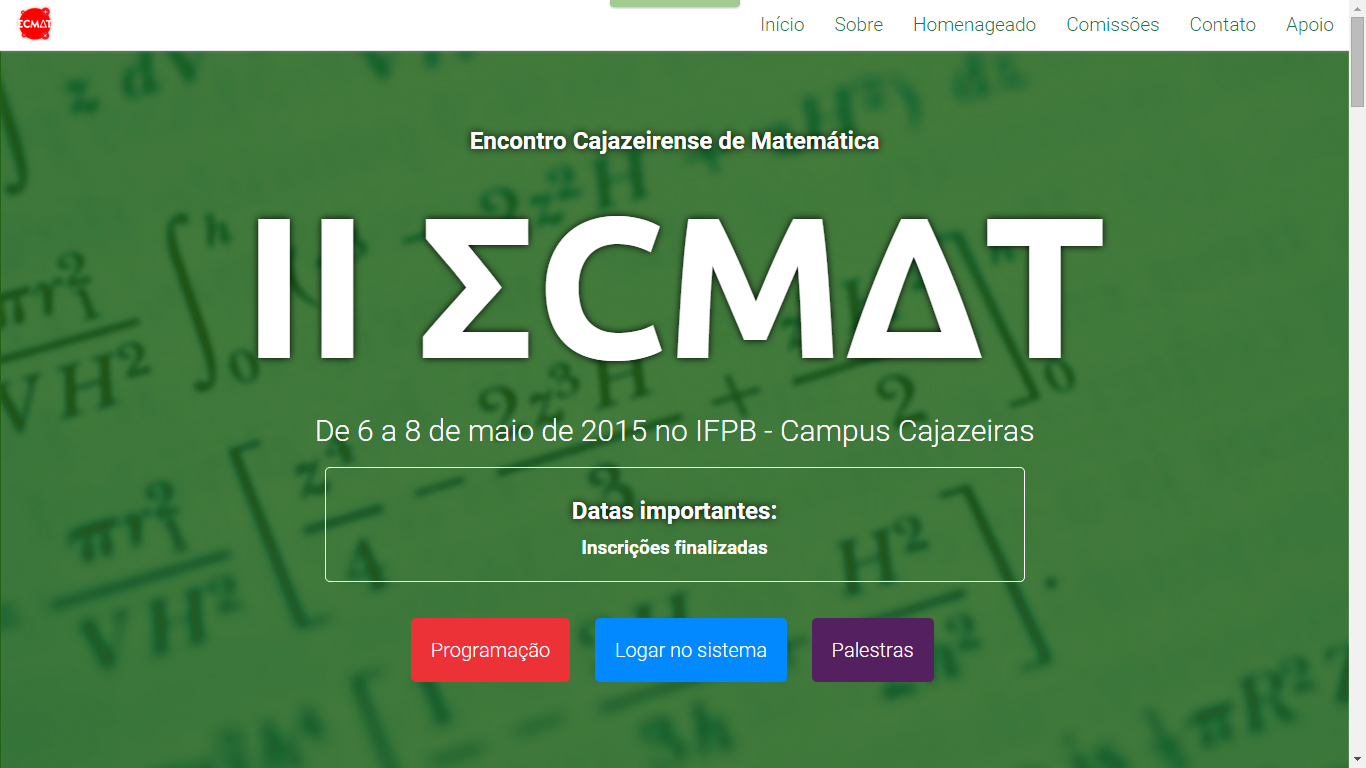 ΣCMΔT
Início Sobre Homenageado Comissões Contato Apoio
Encontro Cajazeirense de Matemática
II ΣCMΔT
De 6 a 8 de maio de 2015 no IFPB - Campus Cajazeiras
Datas importantes:
Inscrições finalizadas
Programação Logar no sistema Palestras